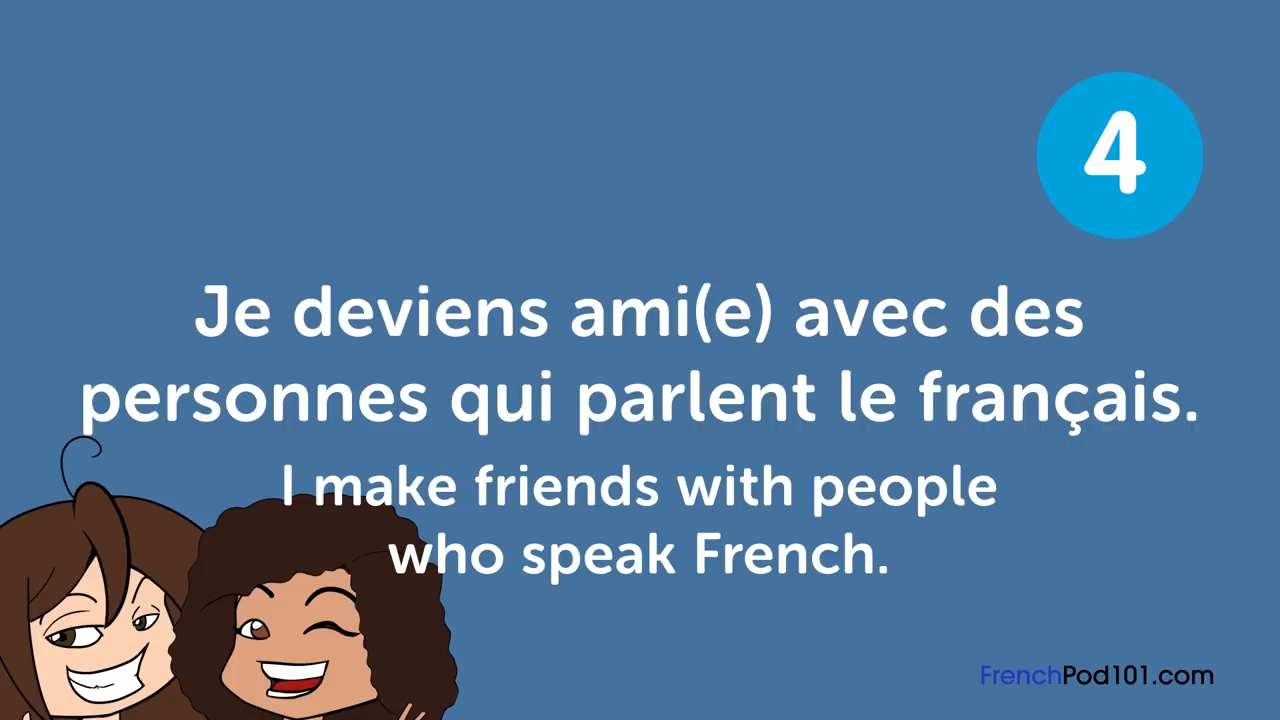 4
Je deviens ami(e) avec des
personnes qui parlent le français.
I make friends with people
who speak French.
FrenchPod101.com